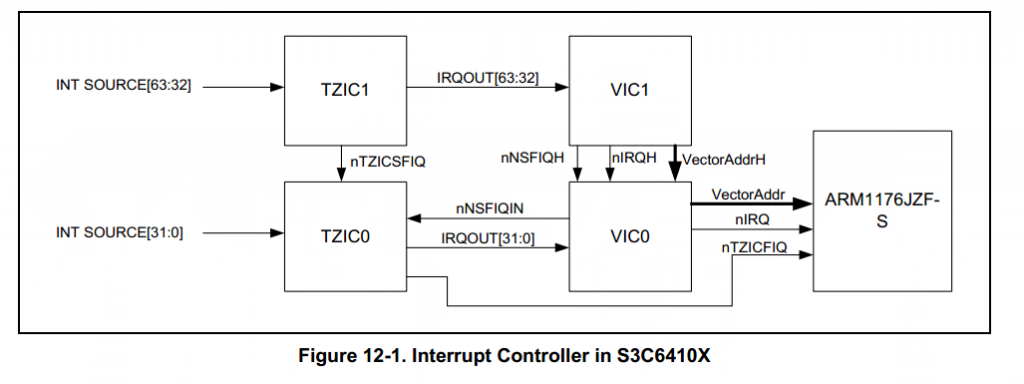 INT SOURCE[63:32]
TZIC1
IRQOUT[63:32]
VIC1
nTZICSFIQ
nNSFIQH
nIRQH
VectorAddrH
INT SOURCE[31:0]
TZIC0
nNSFIQIN
IRQOUT[31:0]
VIC0
VectorAddr
nIRQ
nTZICFIQ
ARM1176JZF-
S
Figure 12-1. Interrupt Controller in S3C6410X